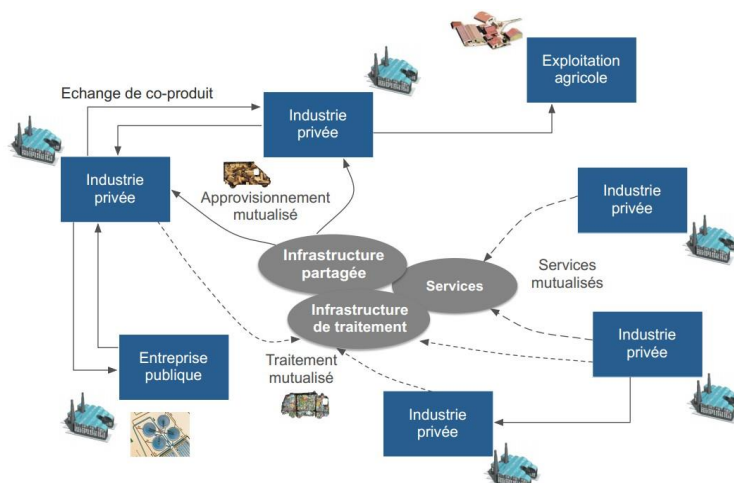 Exploitation
agricole
Echange de co-produit
Industrie
privée
Industrie
privée
Approvisionnement
mutualisé
Industrie
privée
Infrastructure
partagée
Services
Services
mutualisés
Infrastructure
de traitement
Entreprise
publique
Traitement
mutualisé
Industrie
privée
Industrie
privée